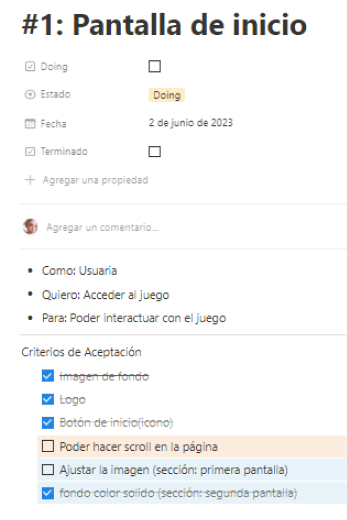 #1: Pantalla de inicio
Doing
Estado Doing
Fecha 2 de junio de 2023
Terminado
Agregar una propiedad
Agregar un comentario...
Como: Usuaria
Quiero: Acceder al juego
Para: Poder interactuar con el juego
Criterios de Aceptación
Imagen de fondo
Logo
Botón de inicio(icono)
Poder hacer scroll en la página
Ajustar la imagen (sección: primera pantalla)
fondo color solido (sección: segunda pantalla)